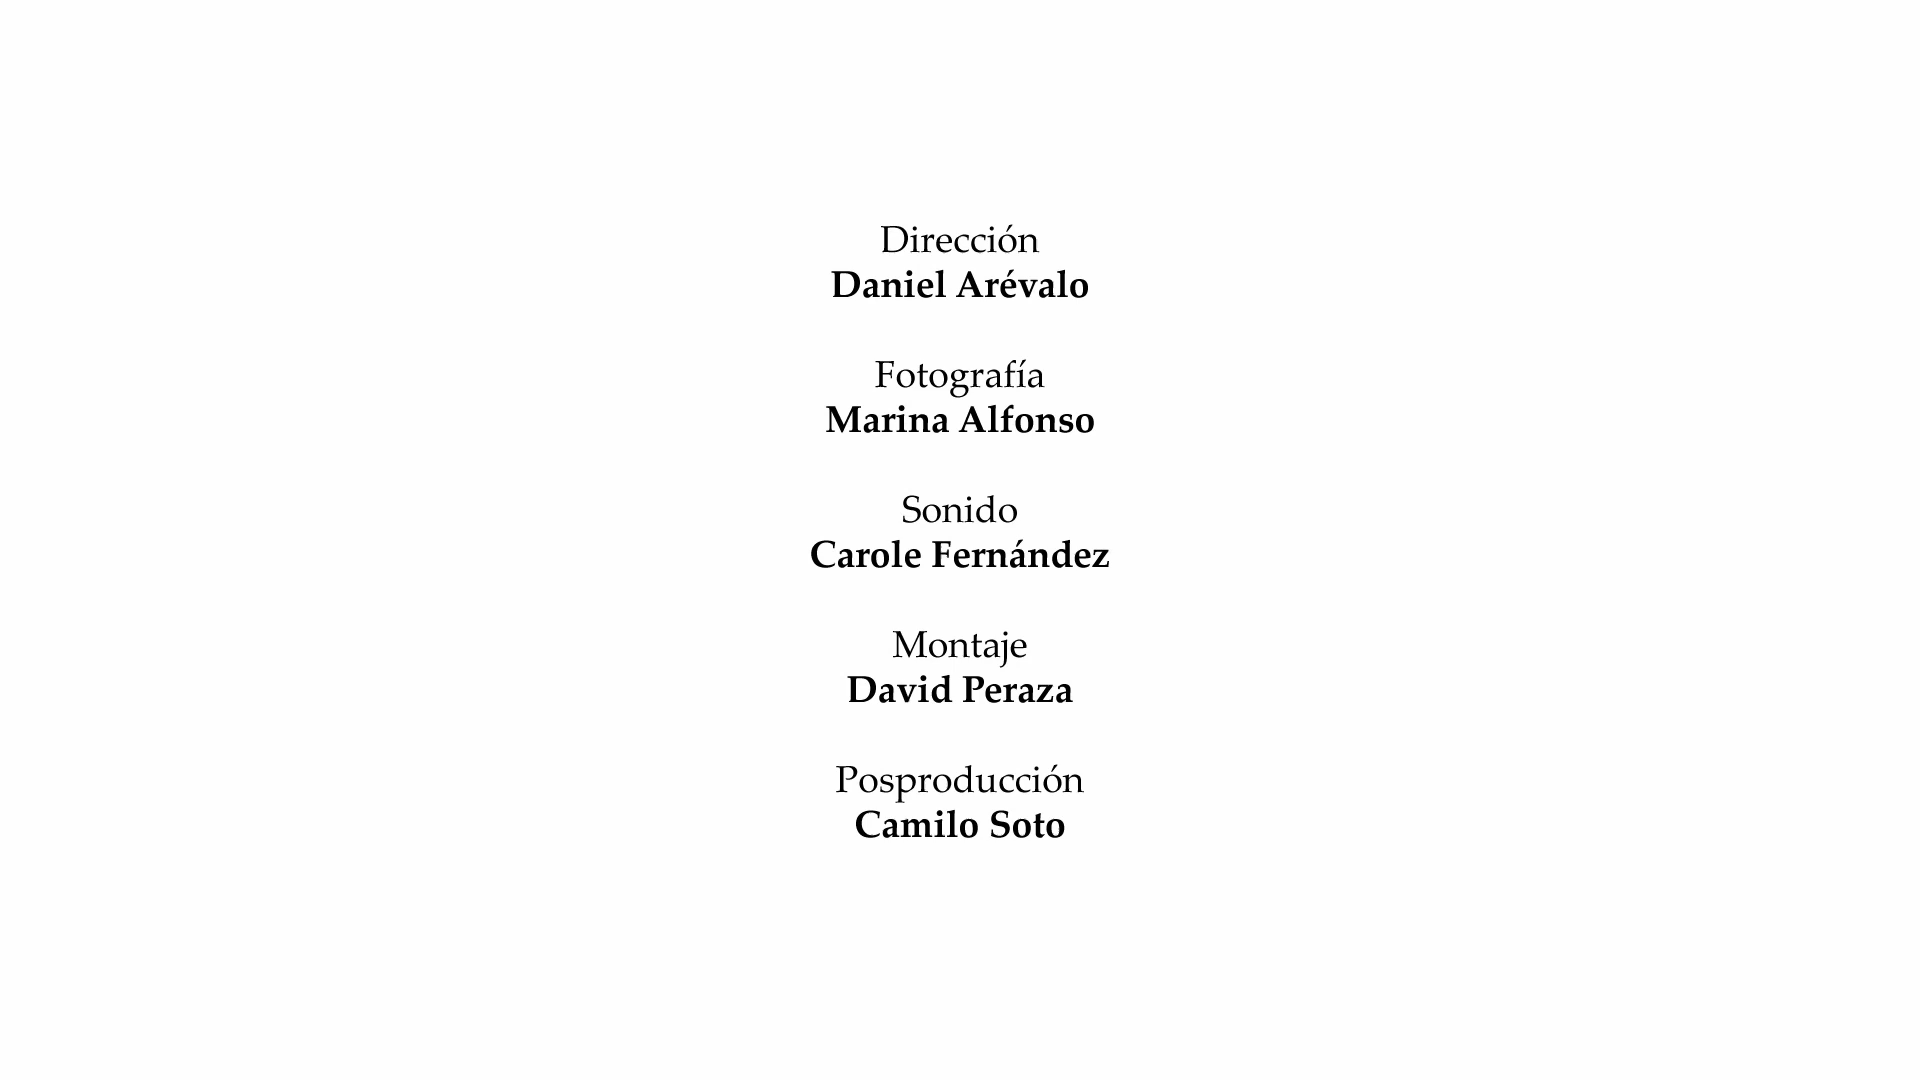 Dirección
Daniel Arévalo
Fotografía
Marina Alfonso
Sonido
Carole Fernández
Montaje
David Peraza
Posproducción
Camilo Soto